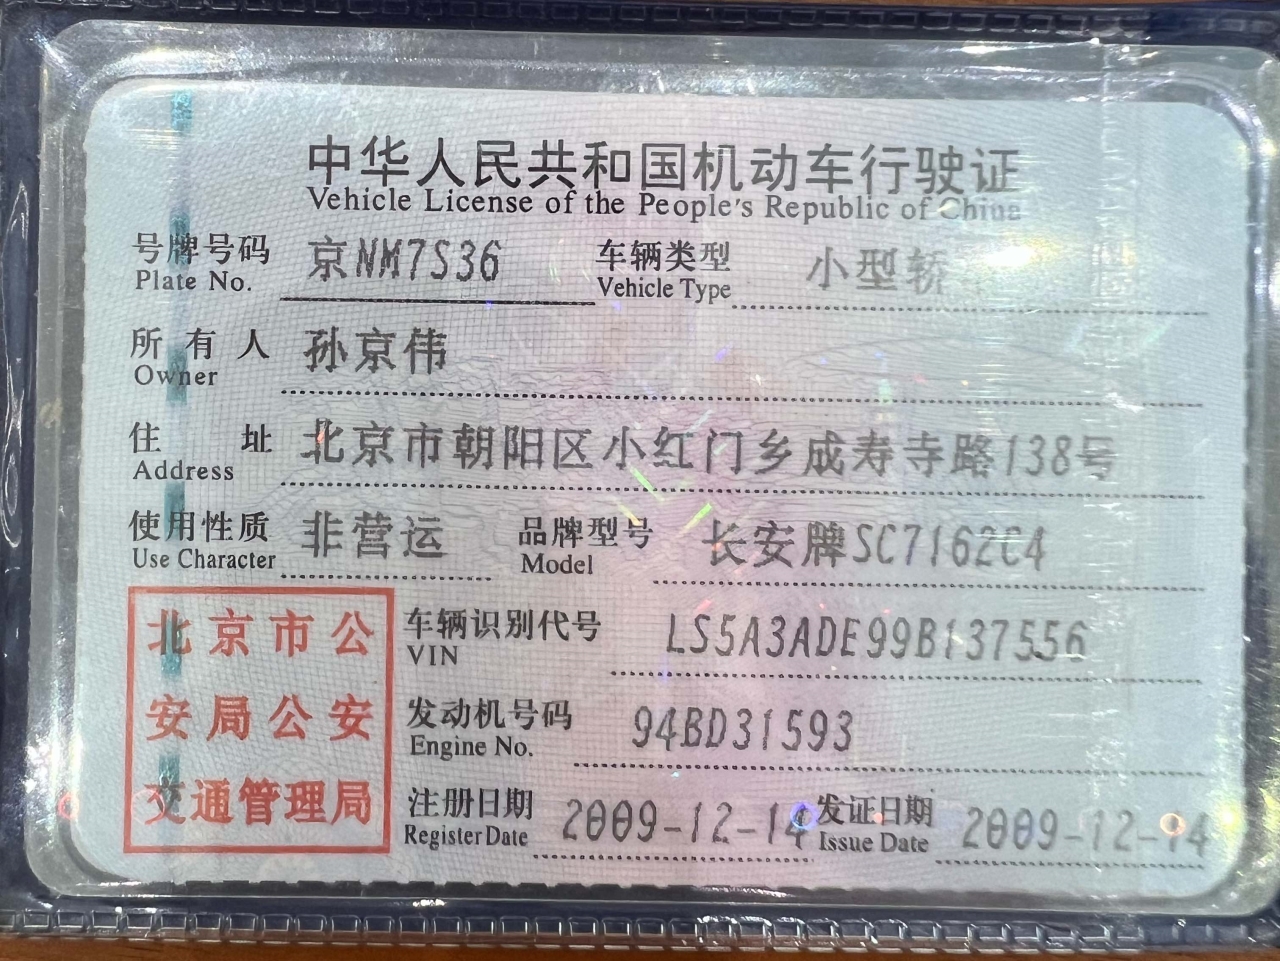 中华人民共和国机动车行驶证
Vehicle License of the People's Republic of China
号牌号码 京NM7S36 车辆类型 小型轿
Plate No. Vehicle Type
所有人 孙京伟
Owner
住址 北京市朝阳区小红门乡成寿寺路138号
Address
使用性质 非营运 品牌型号 长安牌SC7162C4
Use Character Model
北京市公
安局公安
交通管理局
车辆识别代号 LS5A3ADE99B137556
VIN
发动机号码 94BD31593
Engine No.
注册日期 2009-12-14 发证日期 2009-12-14
Register Date Issue Date